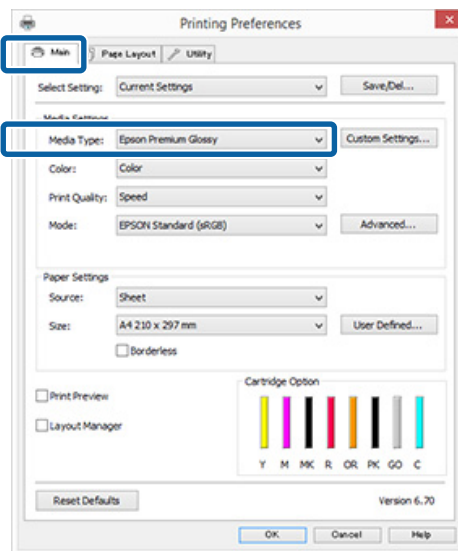 Printing Preferences
Main Page Layout Utility
Select Setting: Current Settings Save/Del...
Media Settings
Media Type: Epson Premium Glossy Custom Settings...
Color: Color
Print Quality: Speed
Mode: EPSON Standard (sRGB) Advanced...
Paper Settings
Source: Sheet
Size: A4 210 x 297 mm User Defined...
Borderless
Cartridge Option
Print Preview
Layout Manager
Y M MK R OR PK GO C
Reset Defaults Version 6.70
OK Cancel Help